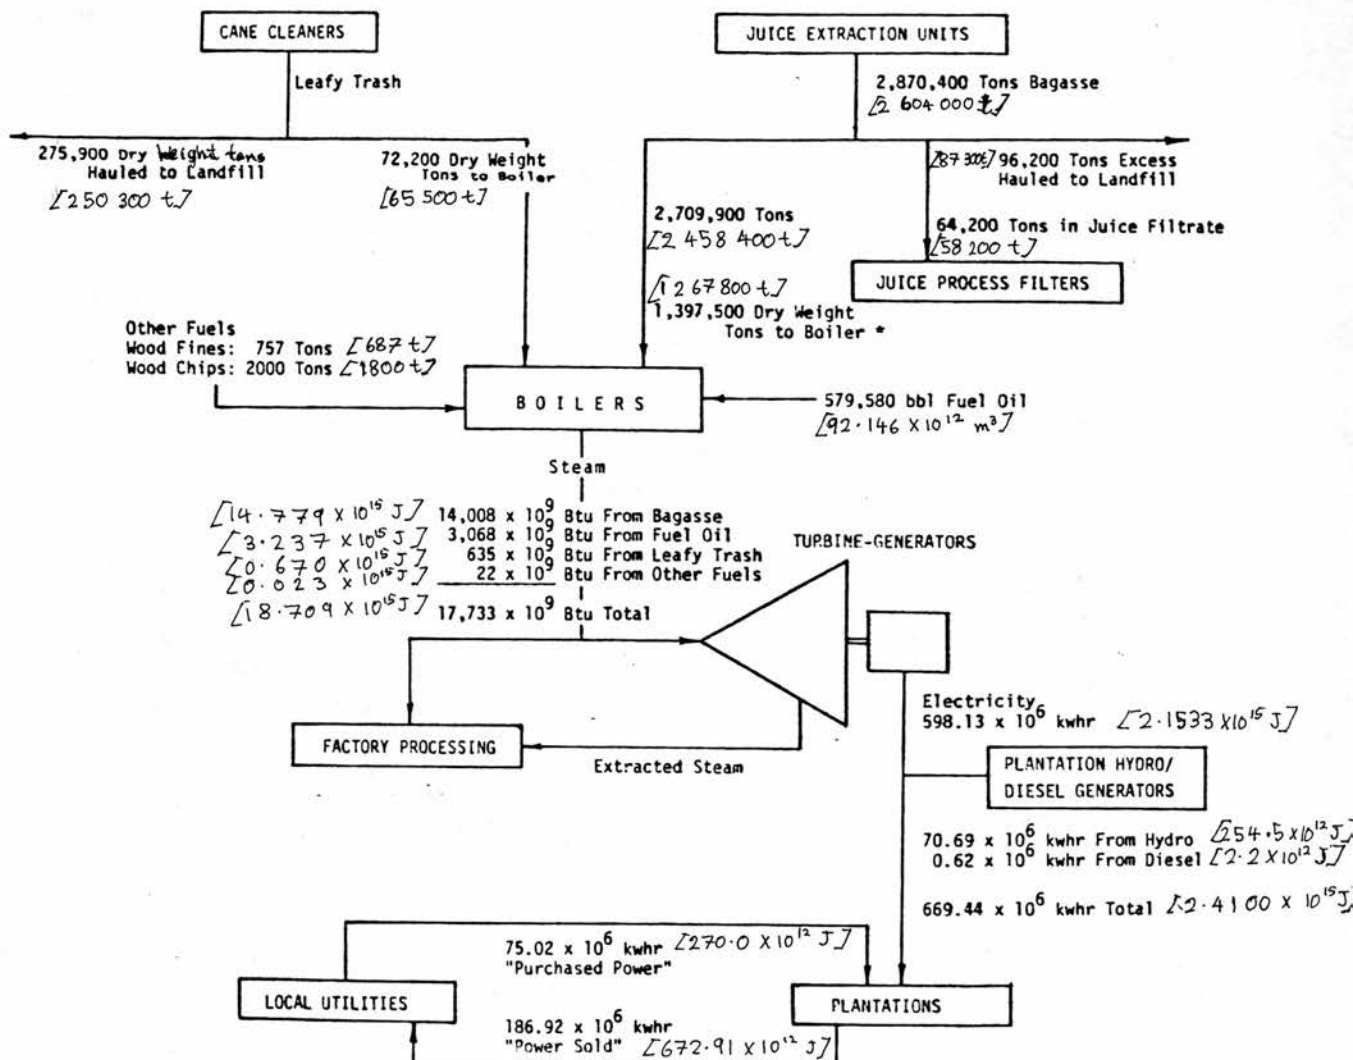 CANE CLEANERS
JUICE EXTRACTION UNITS
Leafy Trash
2,870,400 Tons Bagasse
[2 604 000 t]
275,900 Dry Weight tons
Hauled to Landfill
[250 300 t]
72,200 Dry Weight
Tons to Boiler
[65 500 t]
[87 300t] 96,200 Tons Excess
Hauled to Landfill
2,709,900 Tons
[2 458 400t]
64,200 Tons in Juice Filtrate
[58 200 t]
JUICE PROCESS FILTERS
[1 267 800 t]
1,397,500 Dry Weight
Tons to Boiler *
Other Fuels
Wood Fines: 757 Tons [687 t]
Wood Chips: 2000 Tons [1800t]
BOILERS
579,580 bbl Fuel Oil
[92.146 X 10¹² m³]
Steam
[14.779 X 10¹⁵ J] 14,008 x 10⁹ Btu From Bagasse
[3.237 X 10¹⁵ J] 3,068 x 10⁹ Btu From Fuel Oil
[0.670 X 10¹⁵ J] 635 x 10⁹ Btu From Leafy Trash
[0.023 X 10¹⁵ J] 22 x 10⁹ Btu From Other Fuels
[18.709 X 10¹⁵ J] 17,733 x 10⁹ Btu Total
TURBINE-GENERATORS
FACTORY PROCESSING
Extracted Steam
Electricity
598.13 x 10⁶ kwhr [2.1533 X10¹⁵ J]
PLANTATION HYDRO/
DIESEL GENERATORS
70.69 x 10⁶ kwhr From Hydro [254.5 x10¹² J]
0.62 x 10⁶ kwhr From Diesel [2.2 X10¹² J]
669.44 x 10⁶ kwhr Total [2.4100 X 10¹⁵ J]
75.02 x 10⁶ kwhr [270.0 X10¹² J]
"Purchased Power"
LOCAL UTILITIES
PLANTATIONS
186.92 x 10⁶ kwhr
"Power Sold" [672.91 X10¹² J]